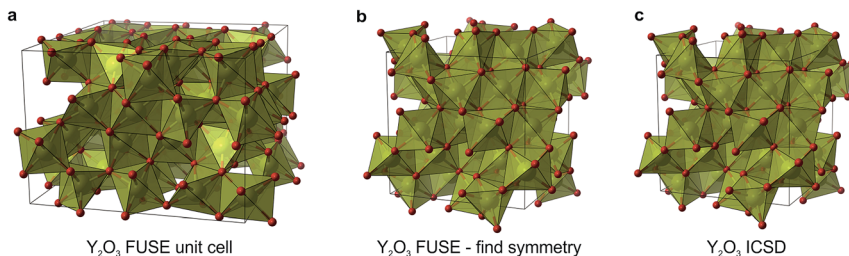 a
b
c
Y₂O₃ FUSE unit cell
Y₂O₃ FUSE - find symmetry
Y₂O₃ ICSD